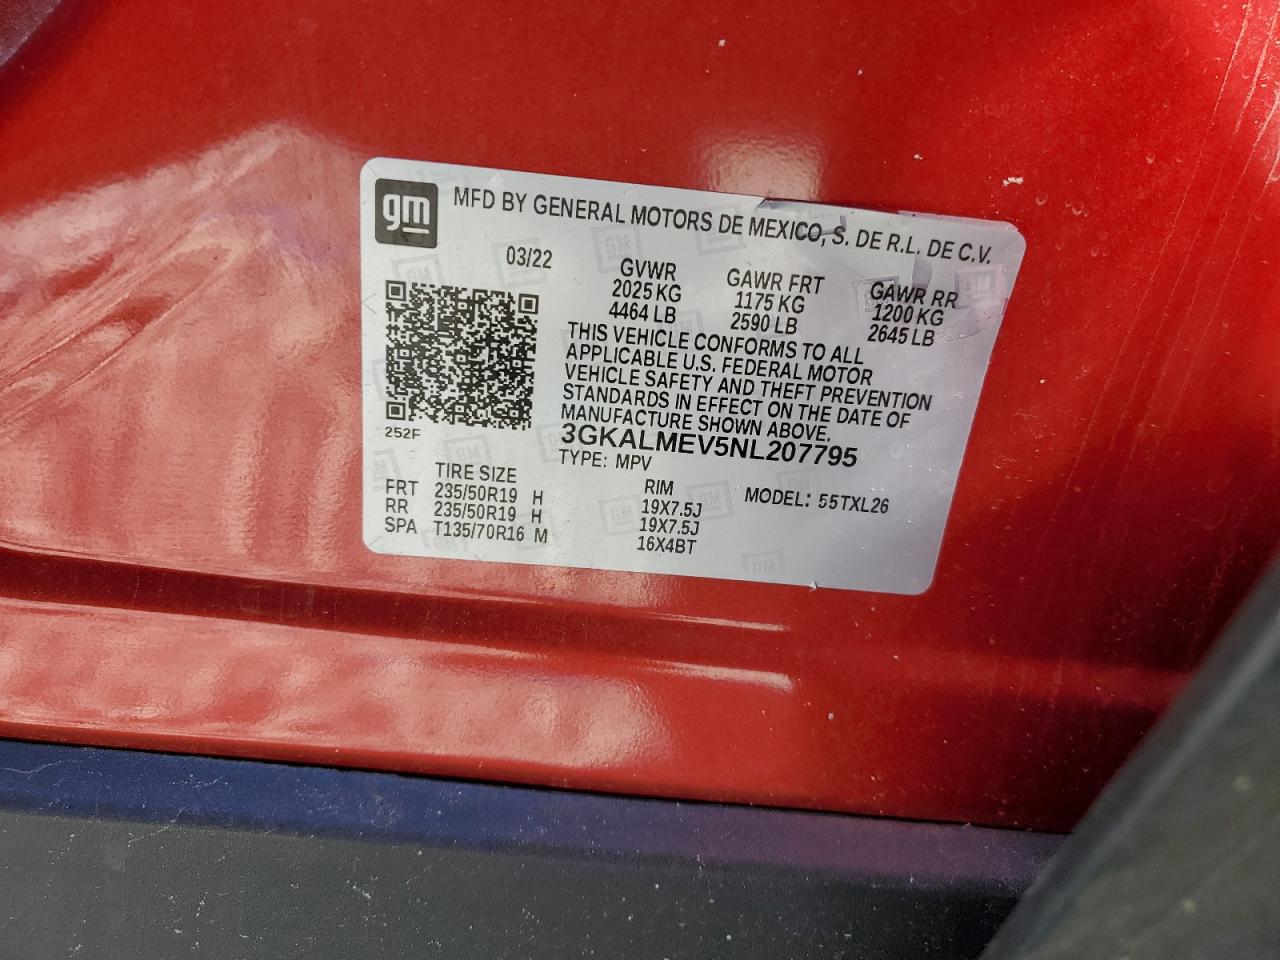 gm MFD BY GENERAL MOTORS DE MEXICO, S. DE R.L. DE C.V.
03/22
GVWR GAWR FRT GAWR RR
2025 KG 1175 KG 1200 KG
4464 LB 2590 LB 2645 LB
THIS VEHICLE CONFORMS TO ALL
APPLICABLE U.S. FEDERAL MOTOR
VEHICLE SAFETY AND THEFT PREVENTION
STANDARDS IN EFFECT ON THE DATE OF
MANUFACTURE SHOWN ABOVE.
252F
3GKALMEV5NL207795
TYPE: MPV
MODEL: 55TXL26
TIRE SIZE RIM
FRT 235/50R19 H 19X7.5J
RR 235/50R19 H 19X7.5J
SPA T135/70R16 M 16X4BT